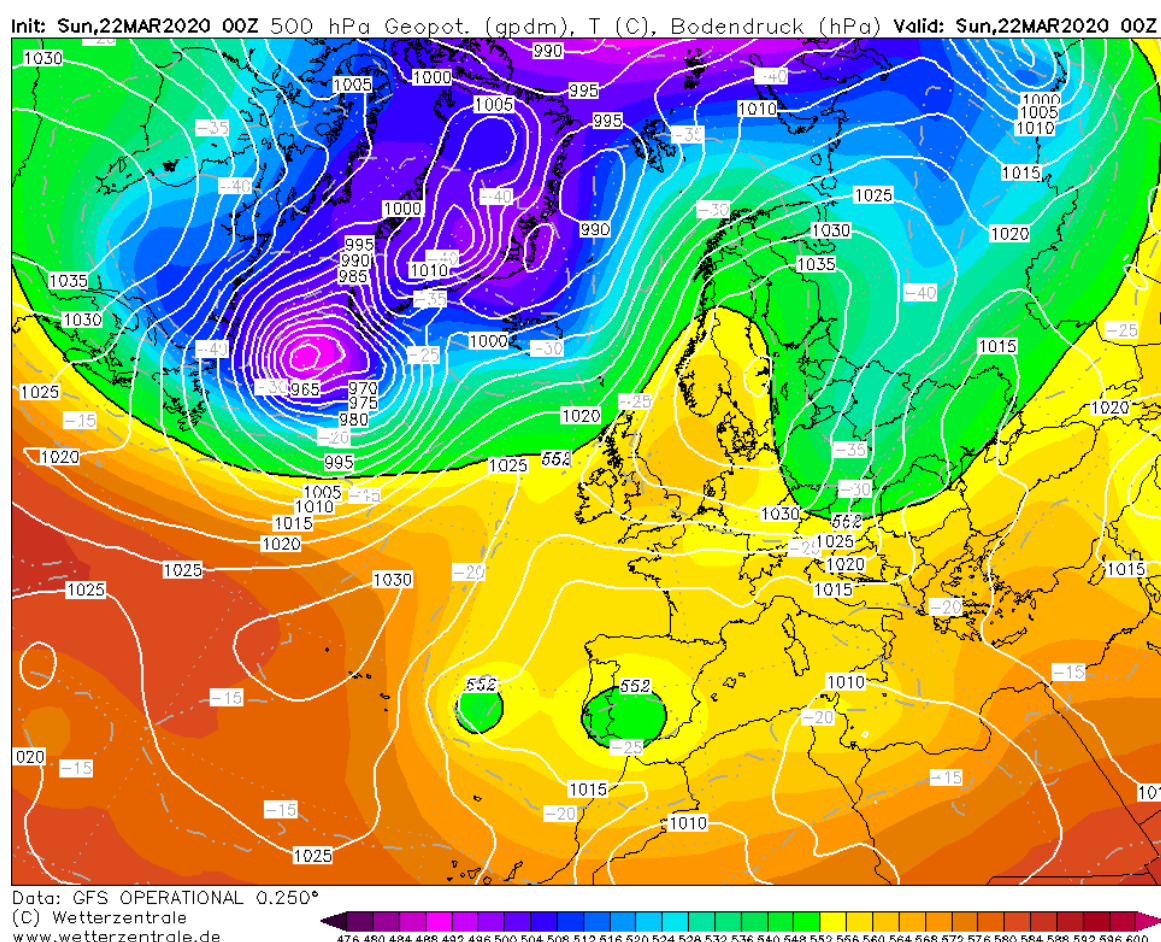 Init: Sun,22MAR2020 00Z 500 hPa Geopot. (gpdm), T (C), Bodendruck (hPa) Valid: Sun,22MAR2020 00Z
1030 -25 990
1005 1000 -40 995
1005 1010 1000
1005
1010
-35 995 -35
1015
-40 -40 1025
1000 -30
995 990 1030 1020
990 -40 1035
985 1010
1035 -35 -40
1030 -25
-40 1000 -30 1015
-25
1025 -30 965 970 -25 1020
975
-15 980 1020
-20
1020 995 1025 552 -35
1005 -15 -30
1010 1030 552
1015
1020 1025
-25
1025 1030 -20 1020 1015
1025 1015
-20
-15 552 552 1010 -15
-20
020 -25
-15 1015 -15
-15 -20
1010
1025
Data: GFS OPERATIONAL 0.250°
(C) Wetterzentrale
www.wetterzentrale.de
476 480 484 488 492 496 500 504 508 512 516 520 524 528 532 536 540 544 548 552 556 560 564 568 572 576 580 584 588 592 596 600